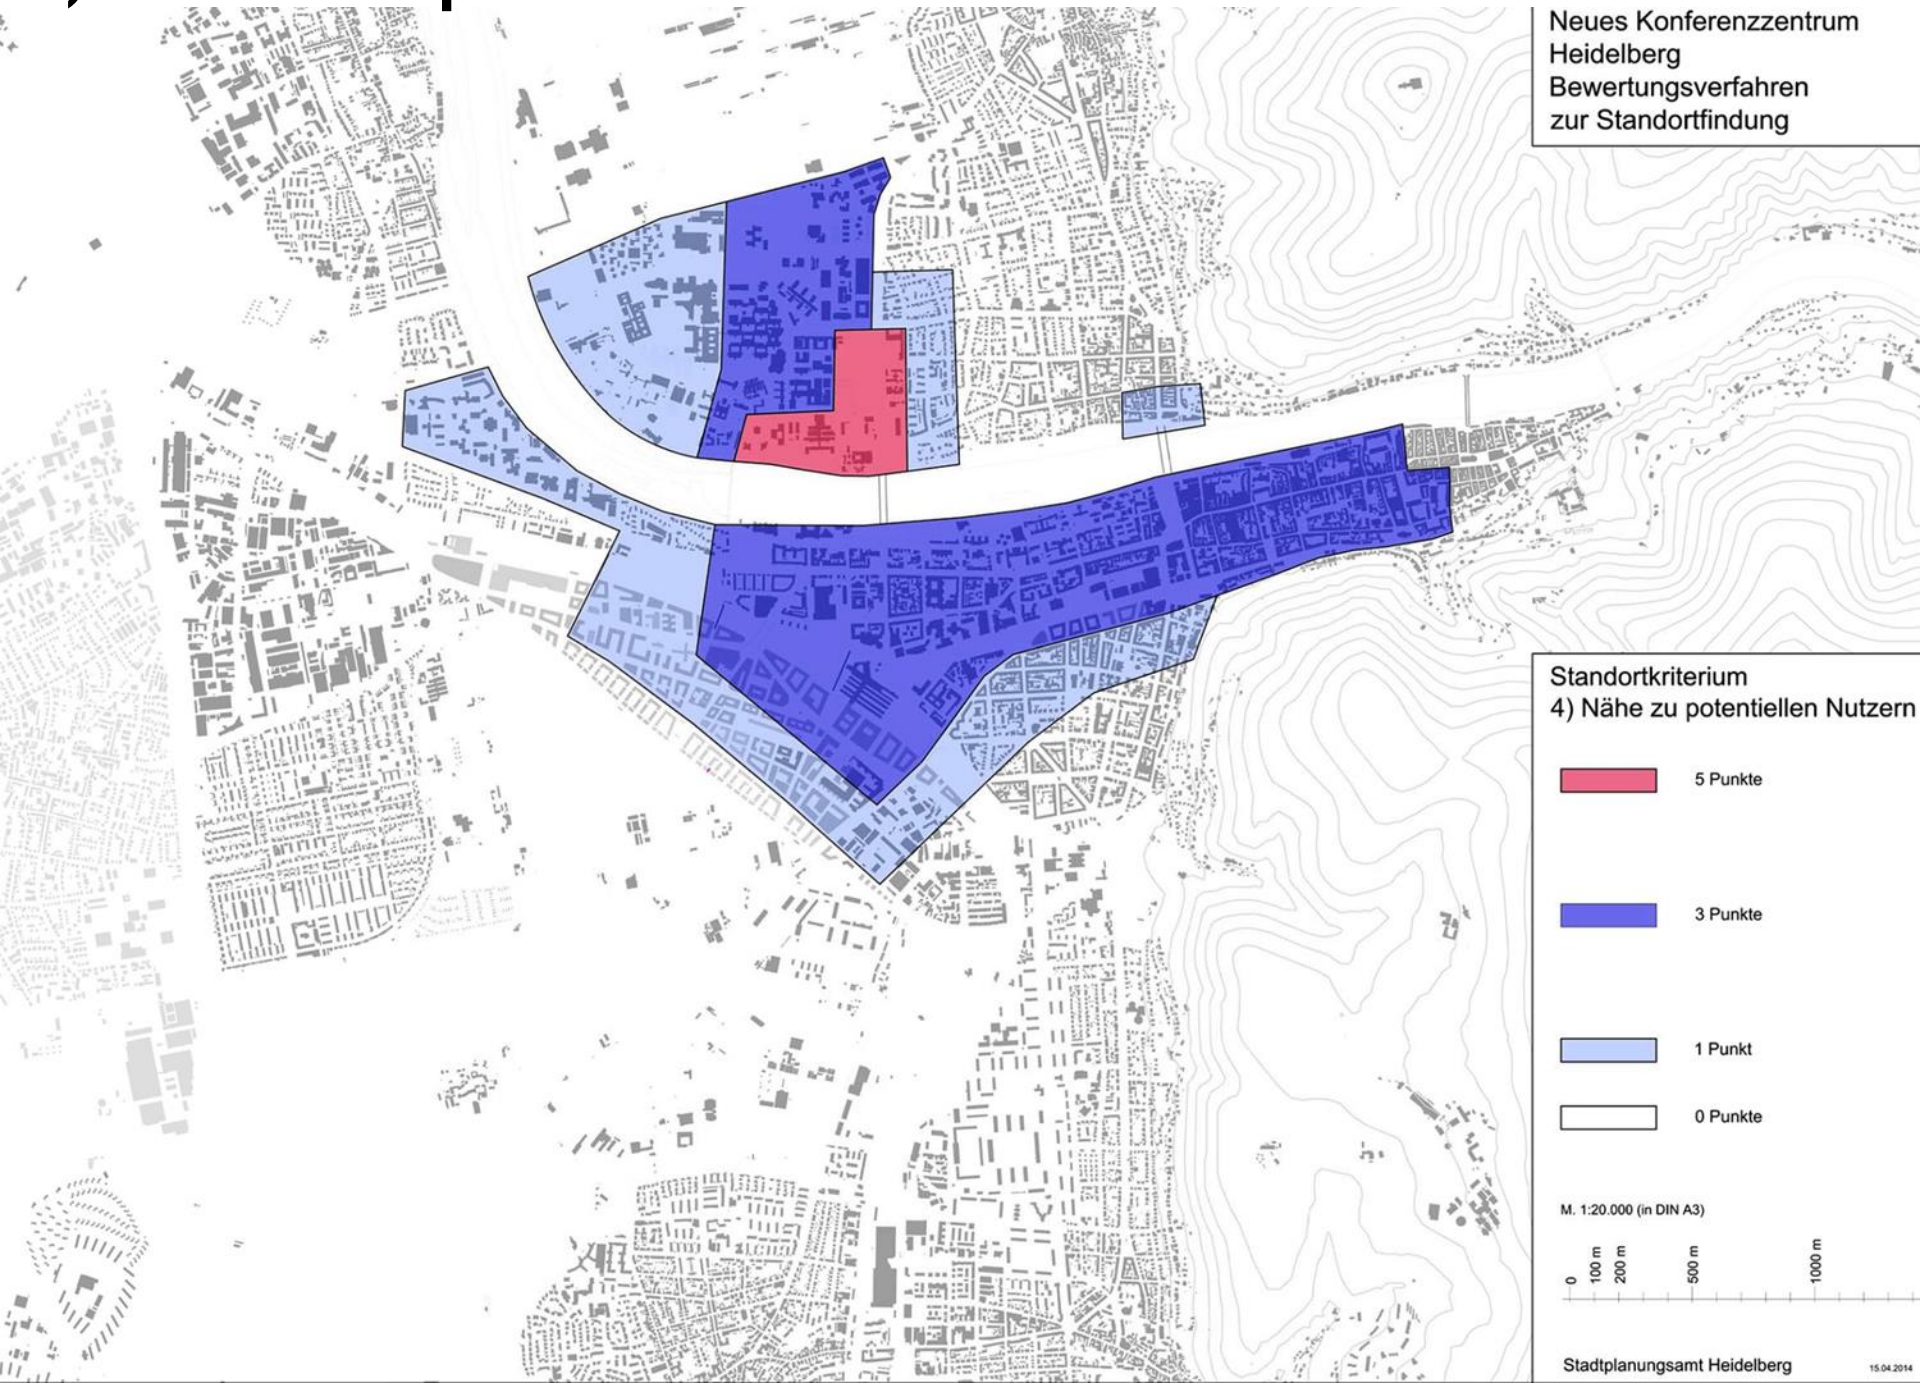 Neues Konferenzzentrum
Heidelberg
Bewertungsverfahren
zur Standortfindung
Standortkriterium
4) Nähe zu potentiellen Nutzern
5 Punkte
3 Punkte
1 Punkt
0 Punkte
M. 1:20.000 (in DIN A3)
0 100 m 200 m 500 m 1000 m
Stadtplanungsamt Heidelberg 15.04.2014